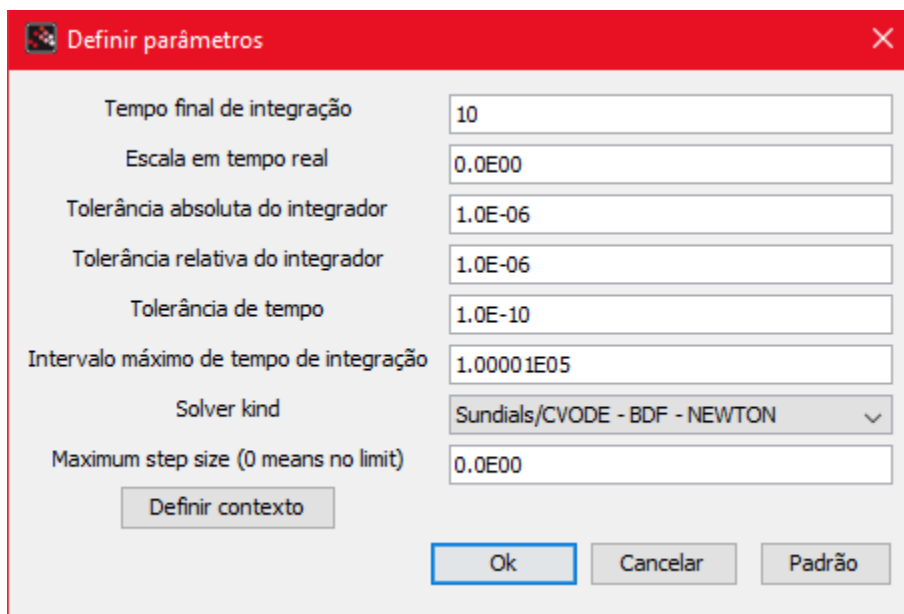 Definir parâmetros
Tempo final de integração 10
Escala em tempo real 0.0E00
Tolerância absoluta do integrador 1.0E-06
Tolerância relativa do integrador 1.0E-06
Tolerância de tempo 1.0E-10
Intervalo máximo de tempo de integração 1.00001E05
Solver kind Sundials/CVODE - BDF - NEWTON
Maximum step size (0 means no limit) 0.0E00
Definir contexto
Ok Cancelar Padrão